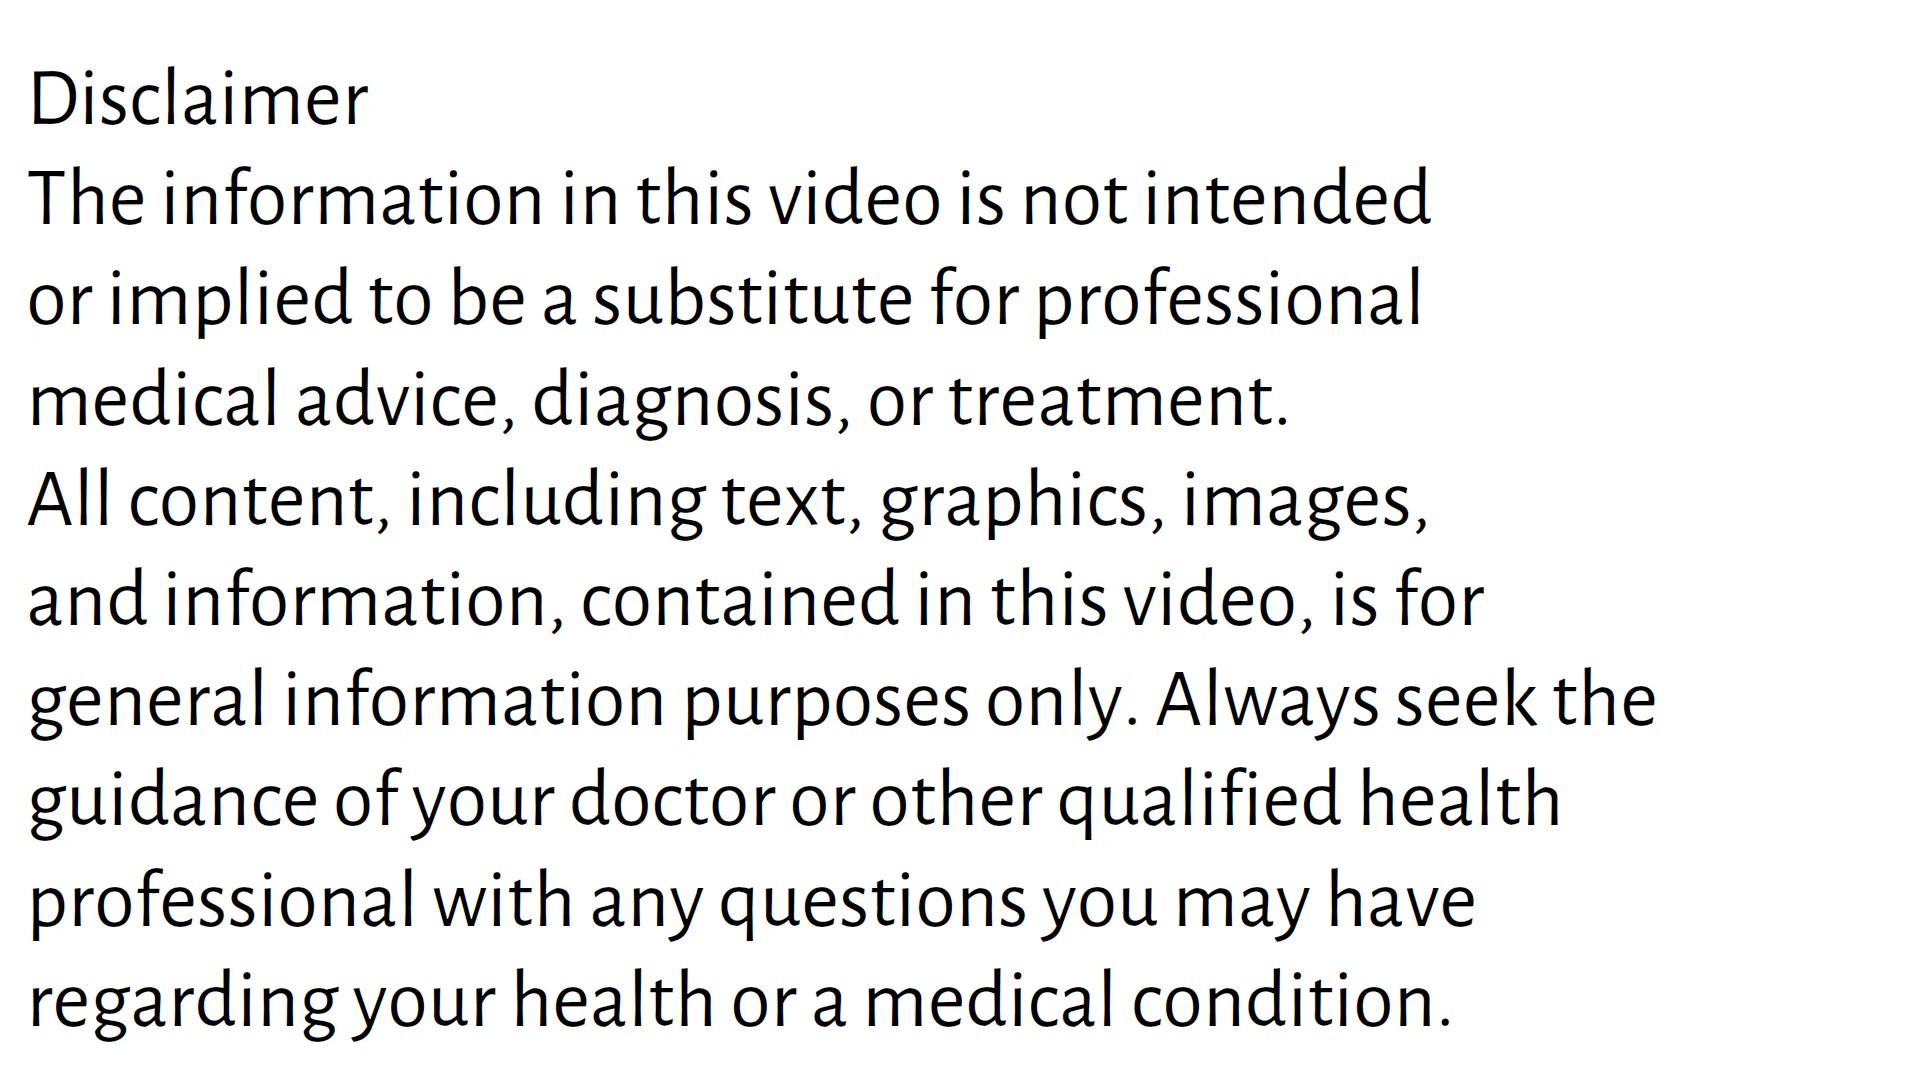 Disclaimer
The information in this video is not intended
or implied to be a substitute for professional
medical advice, diagnosis, or treatment.
All content, including text, graphics, images,
and information, contained in this video, is for
general information purposes only. Always seek the
guidance of your doctor or other qualified health
professional with any questions you may have
regarding your health or a medical condition.